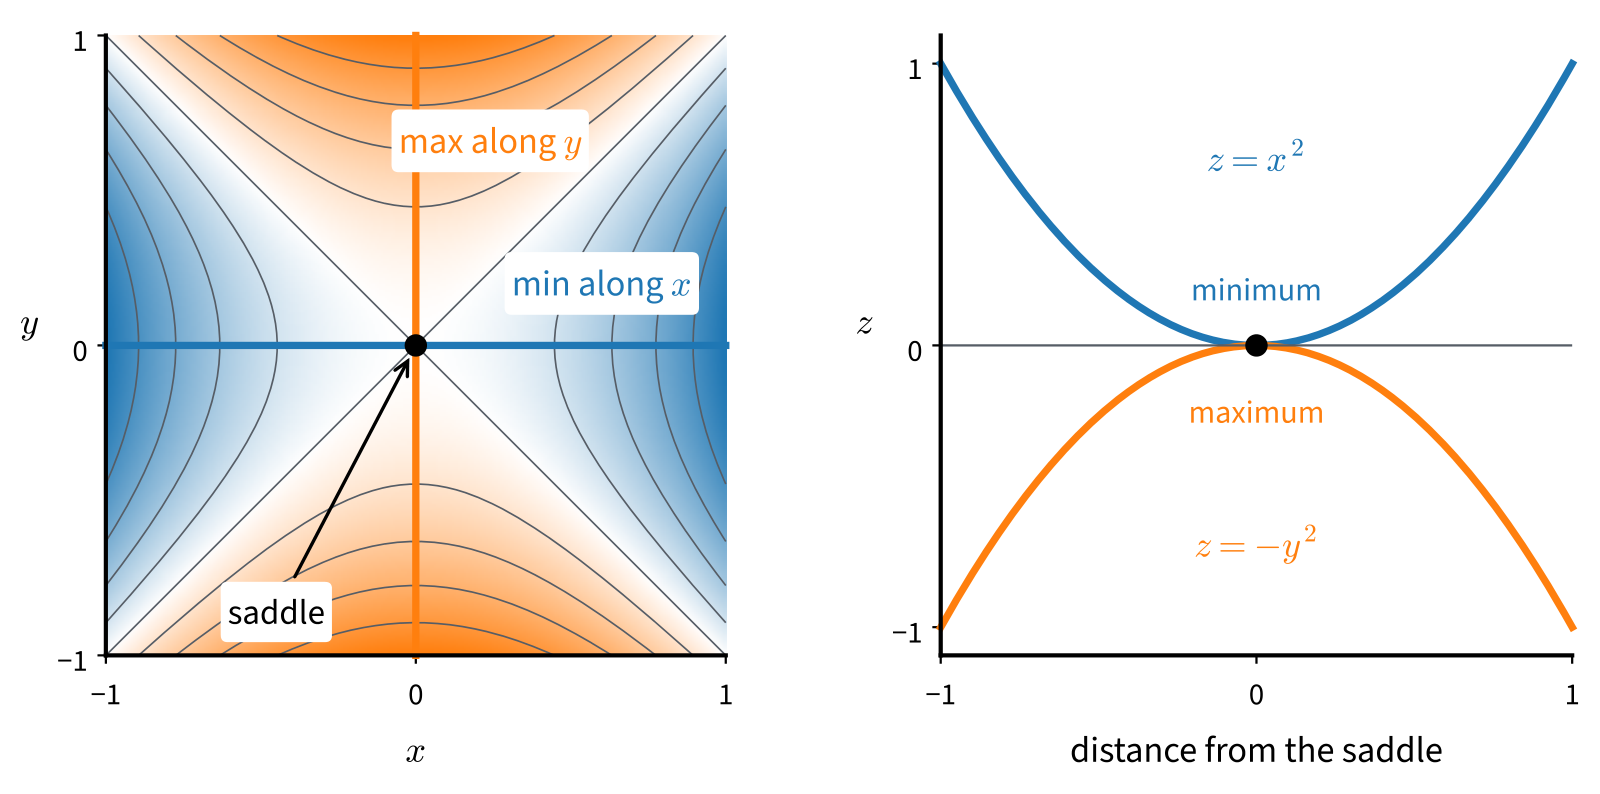 1
max along y
min along x
y
0
saddle
−1
−1
0
1
x
1
z = x²
minimum
z
0
maximum
z = −y²
−1
−1
0
1
distance from the saddle